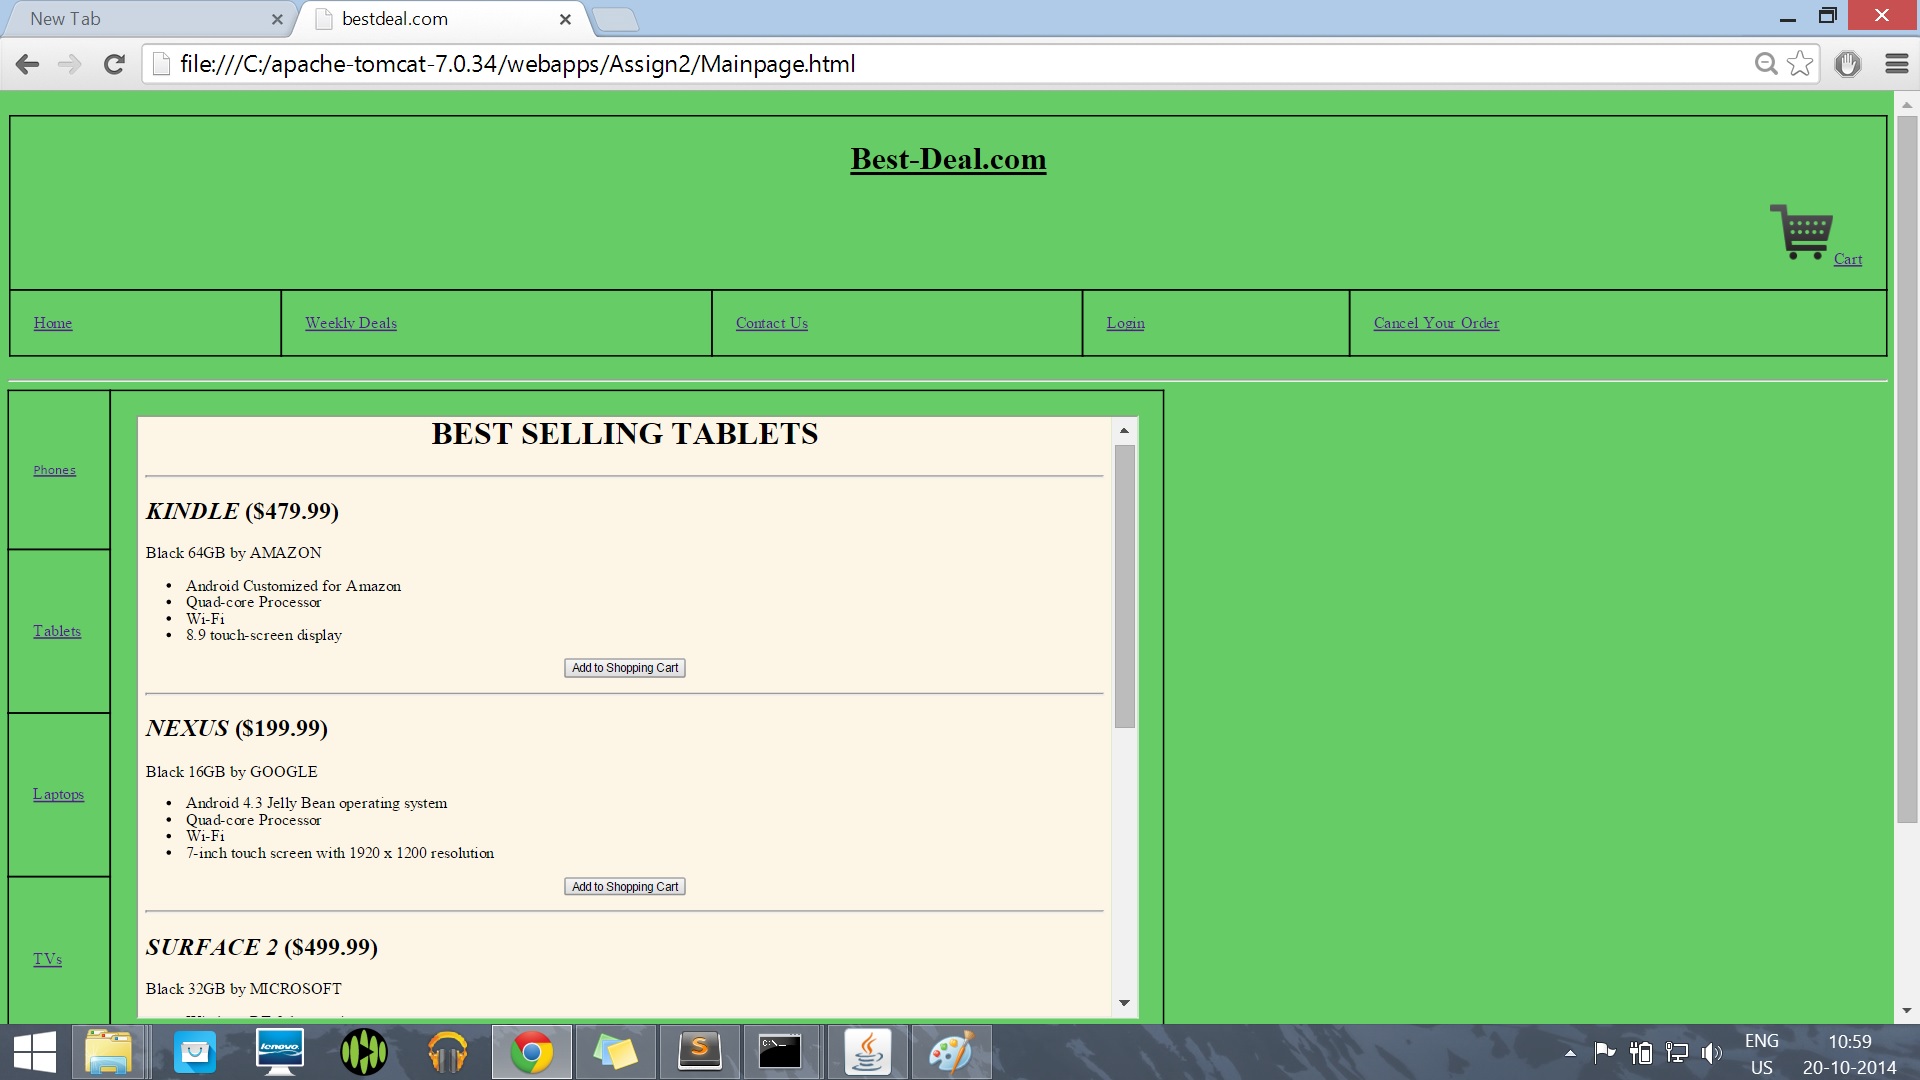 New Tab
bestdeal.com
file:///C:/apache-tomcat-7.0.34/webapps/Assign2/Mainpage.html
Best-Deal.com
Cart
Home Weekly Deals Contact Us Login Cancel Your Order
Phones
Tablets
Laptops
TVs
BEST SELLING TABLETS
KINDLE ($479.99)
Black 64GB by AMAZON
• Android Customized for Amazon
• Quad-core Processor
• Wi-Fi
• 8.9 touch-screen display
Add to Shopping Cart
NEXUS ($199.99)
Black 16GB by GOOGLE
• Android 4.3 Jelly Bean operating system
• Quad-core Processor
• Wi-Fi
• 7-inch touch screen with 1920 x 1200 resolution
Add to Shopping Cart
SURFACE 2 ($499.99)
Black 32GB by MICROSOFT
lenovo
S
C:\
ENG
US
10:59
20-10-2014